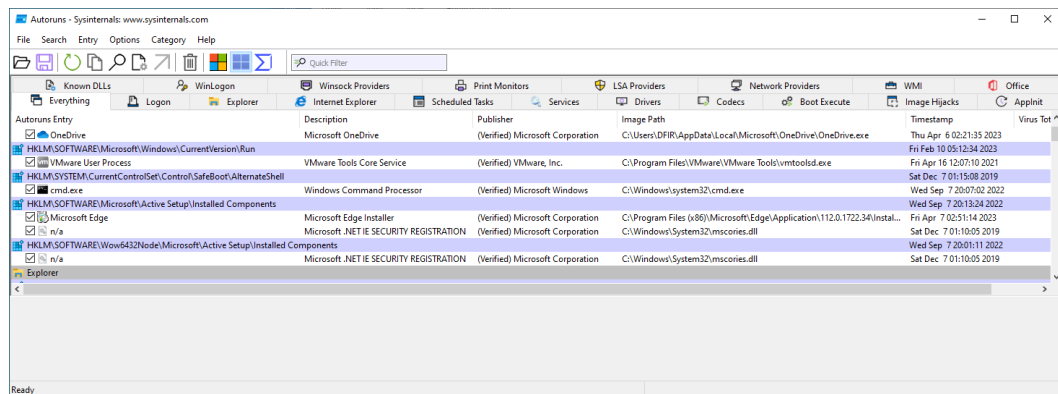 Autoruns - Sysinternals: www.sysinternals.com
File Search Entry Options Category Help
Quick Filter
Known DLLs WinLogon Winsock Providers Print Monitors LSA Providers Network Providers WMI Office
Everything Logon Explorer Internet Explorer Scheduled Tasks Services Drivers Codecs Boot Execute Image Hijacks AppInit
Autoruns Entry Description Publisher Image Path Timestamp Virus Tot
OneDrive Microsoft OneDrive (Verified) Microsoft Corporation C:\Users\DFIR\AppData\Local\Microsoft\OneDrive\OneDrive.exe Thu Apr 6 02:21:35 2023
HKLM\SOFTWARE\Microsoft\Windows\CurrentVersion\Run Fri Feb 10 05:12:34 2023
VMware User Process VMware Tools Core Service (Verified) VMware, Inc. C:\Program Files\VMware\VMware Tools\vmtoolsd.exe Fri Apr 16 12:07:10 2021
HKLM\SYSTEM\CurrentControlSet\Control\SafeBoot\AlternateShell Sat Dec 7 01:15:08 2019
cmd.exe Windows Command Processor (Verified) Microsoft Windows C:\Windows\system32\cmd.exe Wed Sep 7 20:07:02 2022
HKLM\SOFTWARE\Microsoft\Active Setup\Installed Components Wed Sep 7 20:13:24 2022
Microsoft Edge Microsoft Edge Installer (Verified) Microsoft Corporation C:\Program Files (x86)\Microsoft\Edge\Application\112.0.1722.34\Instal... Fri Apr 7 02:51:14 2023
n/a Microsoft .NET IE SECURITY REGISTRATION (Verified) Microsoft Corporation C:\Windows\System32\mscories.dll Sat Dec 7 01:10:05 2019
HKLM\SOFTWARE\Wow6432Node\Microsoft\Active Setup\Installed Components Wed Sep 7 20:01:11 2022
n/a Microsoft .NET IE SECURITY REGISTRATION (Verified) Microsoft Corporation C:\Windows\System32\mscories.dll Sat Dec 7 01:10:05 2019
Explorer
Ready